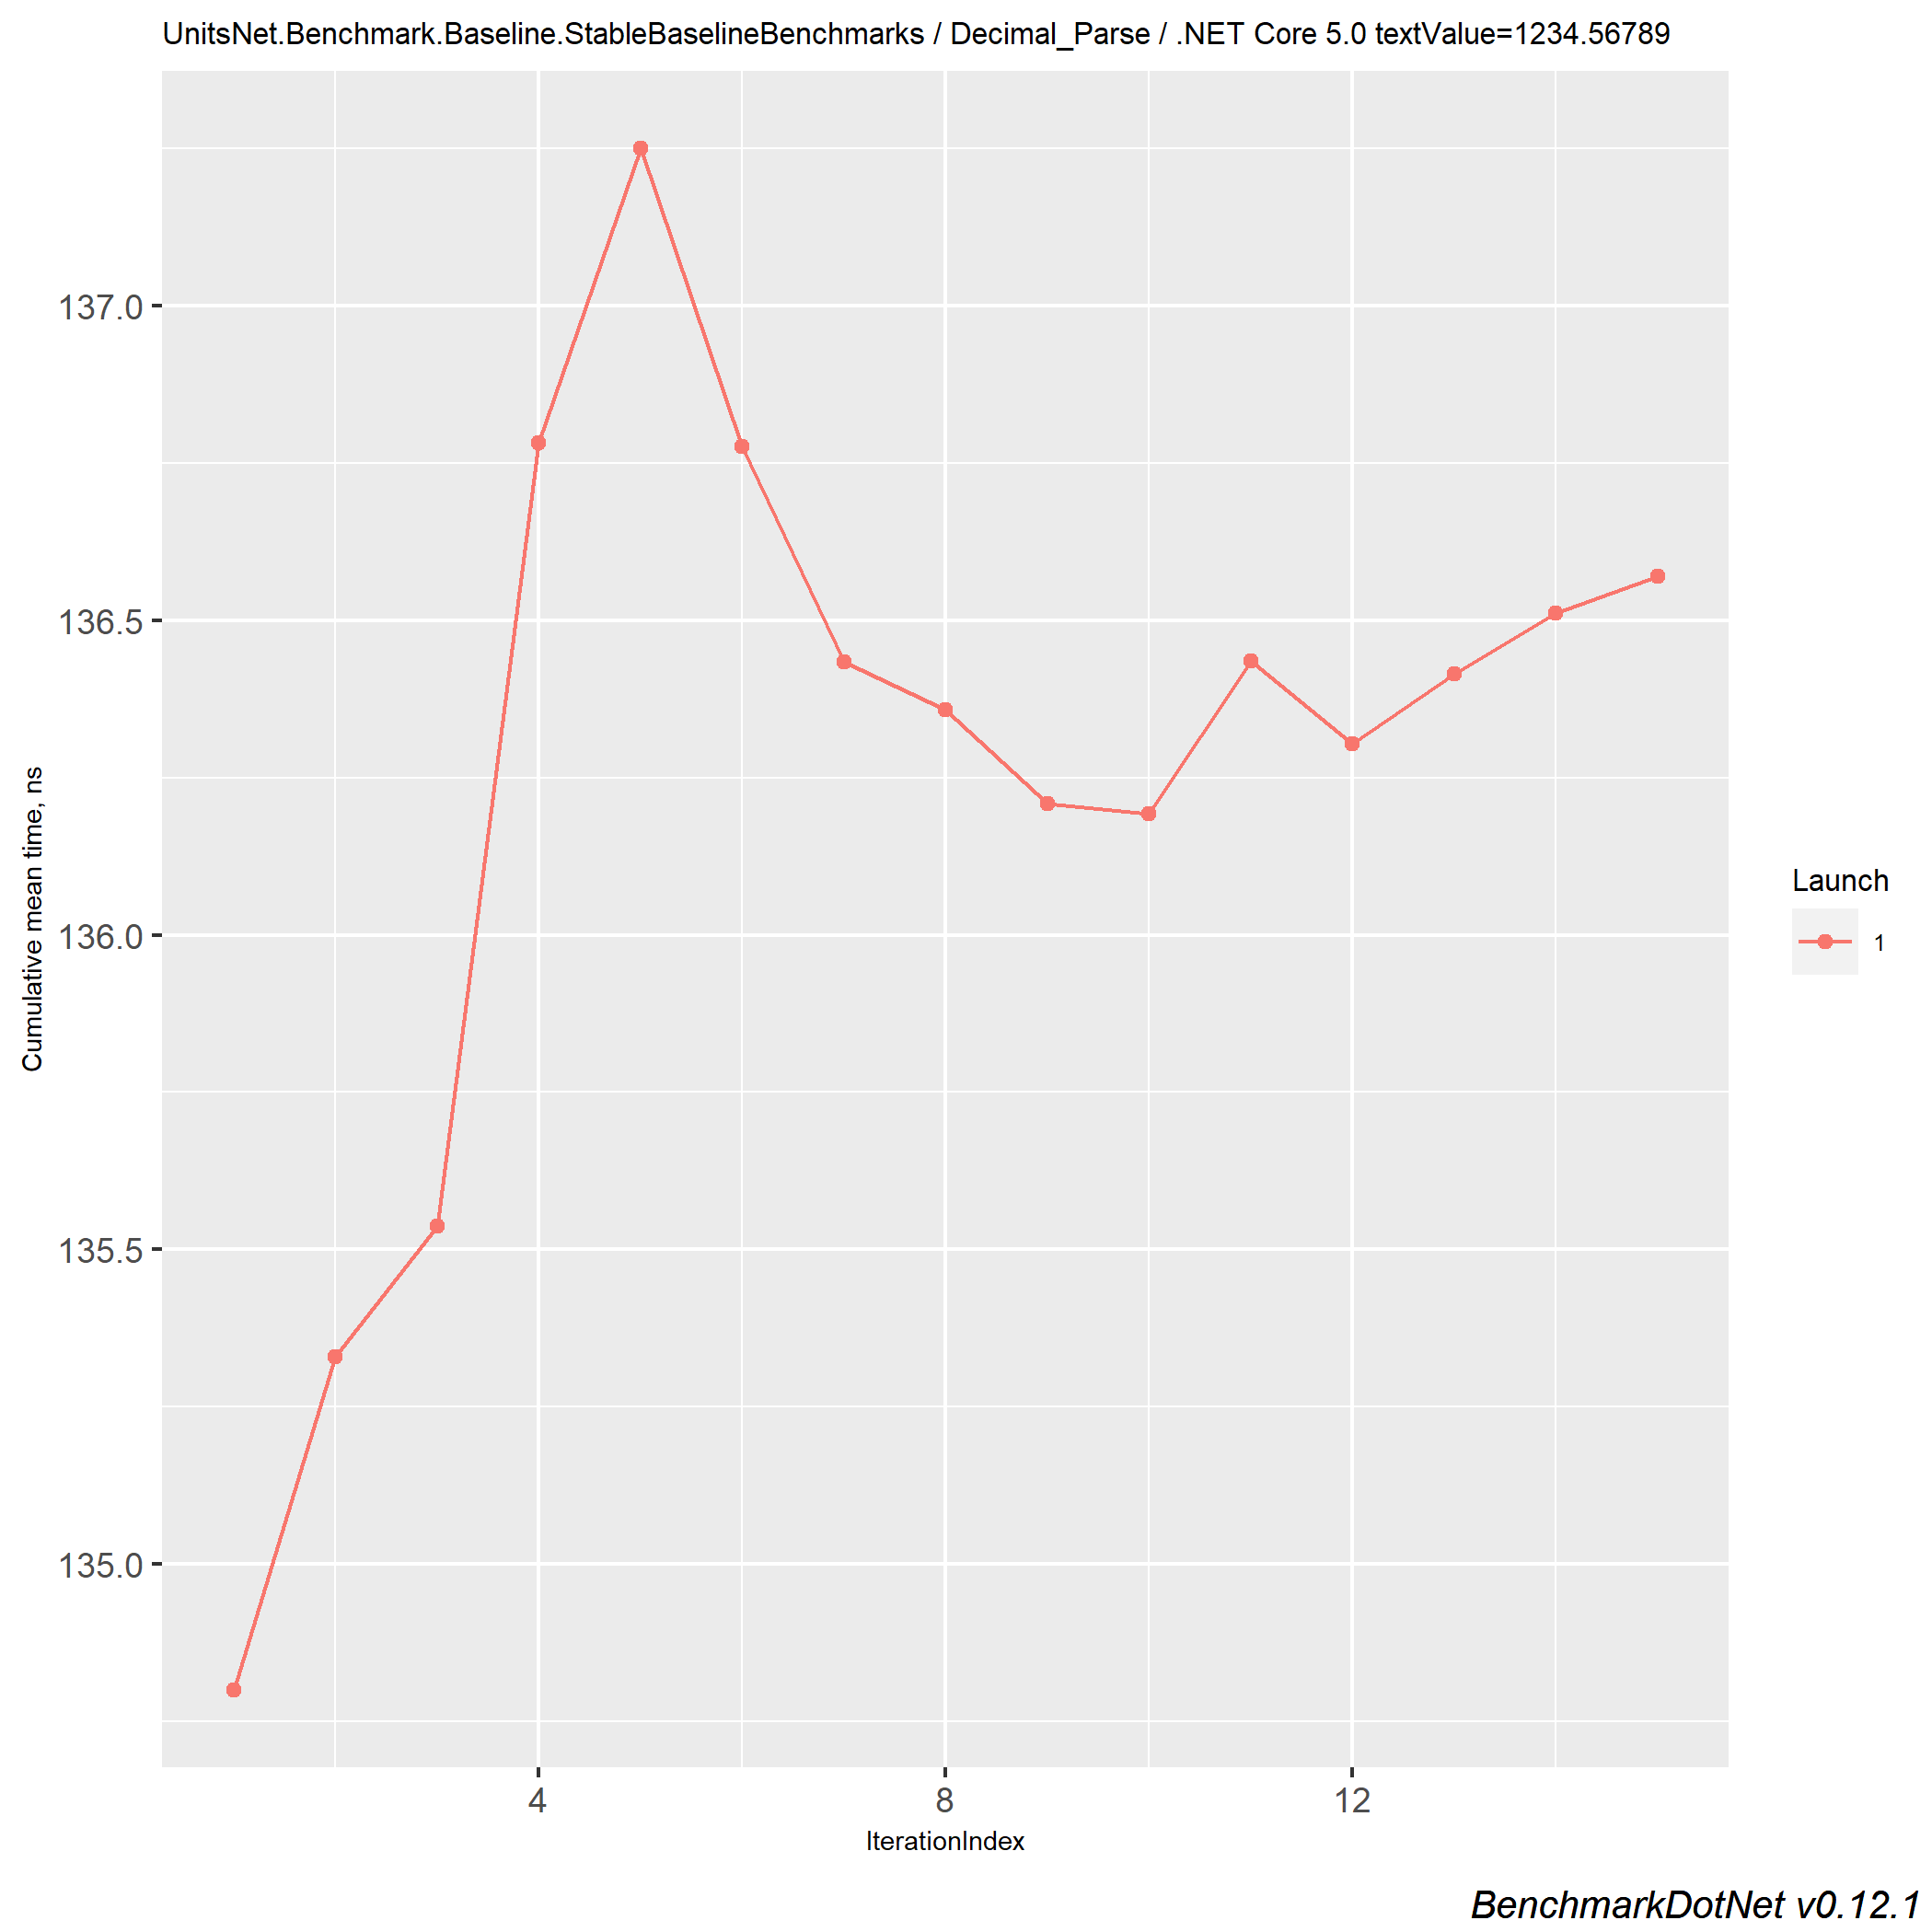 UnitsNet.Benchmark.Baseline.StableBaselineBenchmarks / Decimal_Parse / .NET Core 5.0 textValue=1234.56789
Cumulative mean time, ns
137.0
136.5
136.0
135.5
135.0
4 8 12
IterationIndex
Launch
1
BenchmarkDotNet v0.12.1